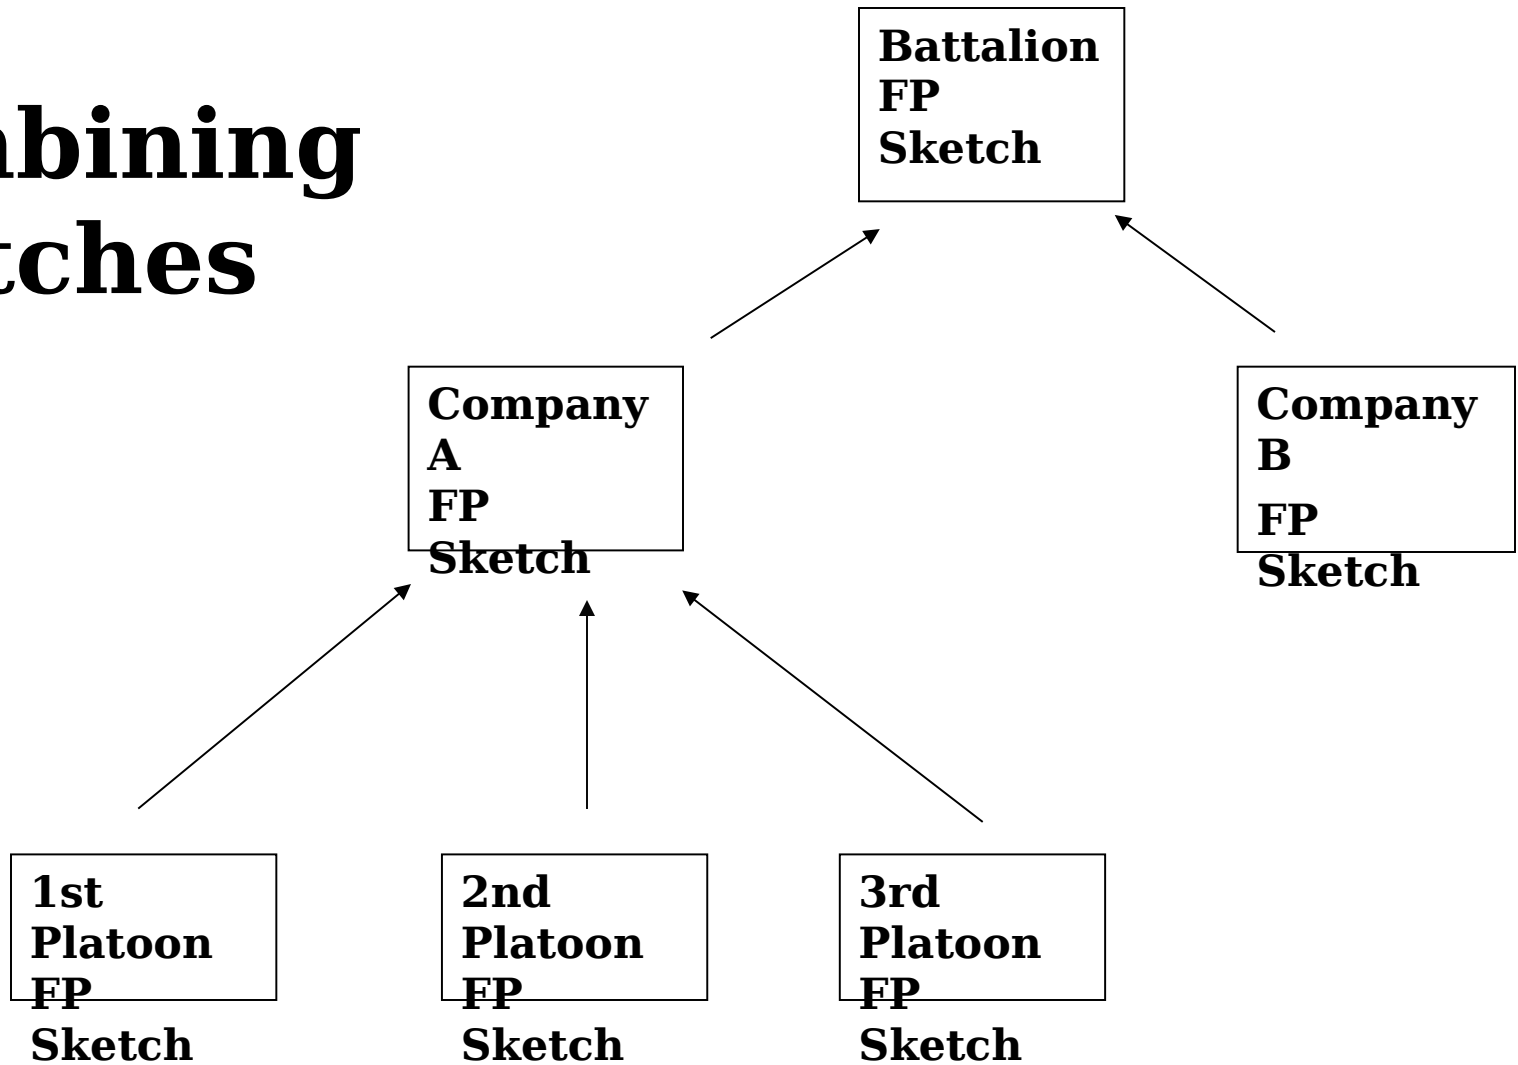 Battalion
FP
Sketch
mbining
tches
Company
A
FP
Sketch
Company
B
FP
Sketch
1st
Platoon
FP
Sketch
2nd
Platoon
FP
Sketch
3rd
Platoon
FP
Sketch